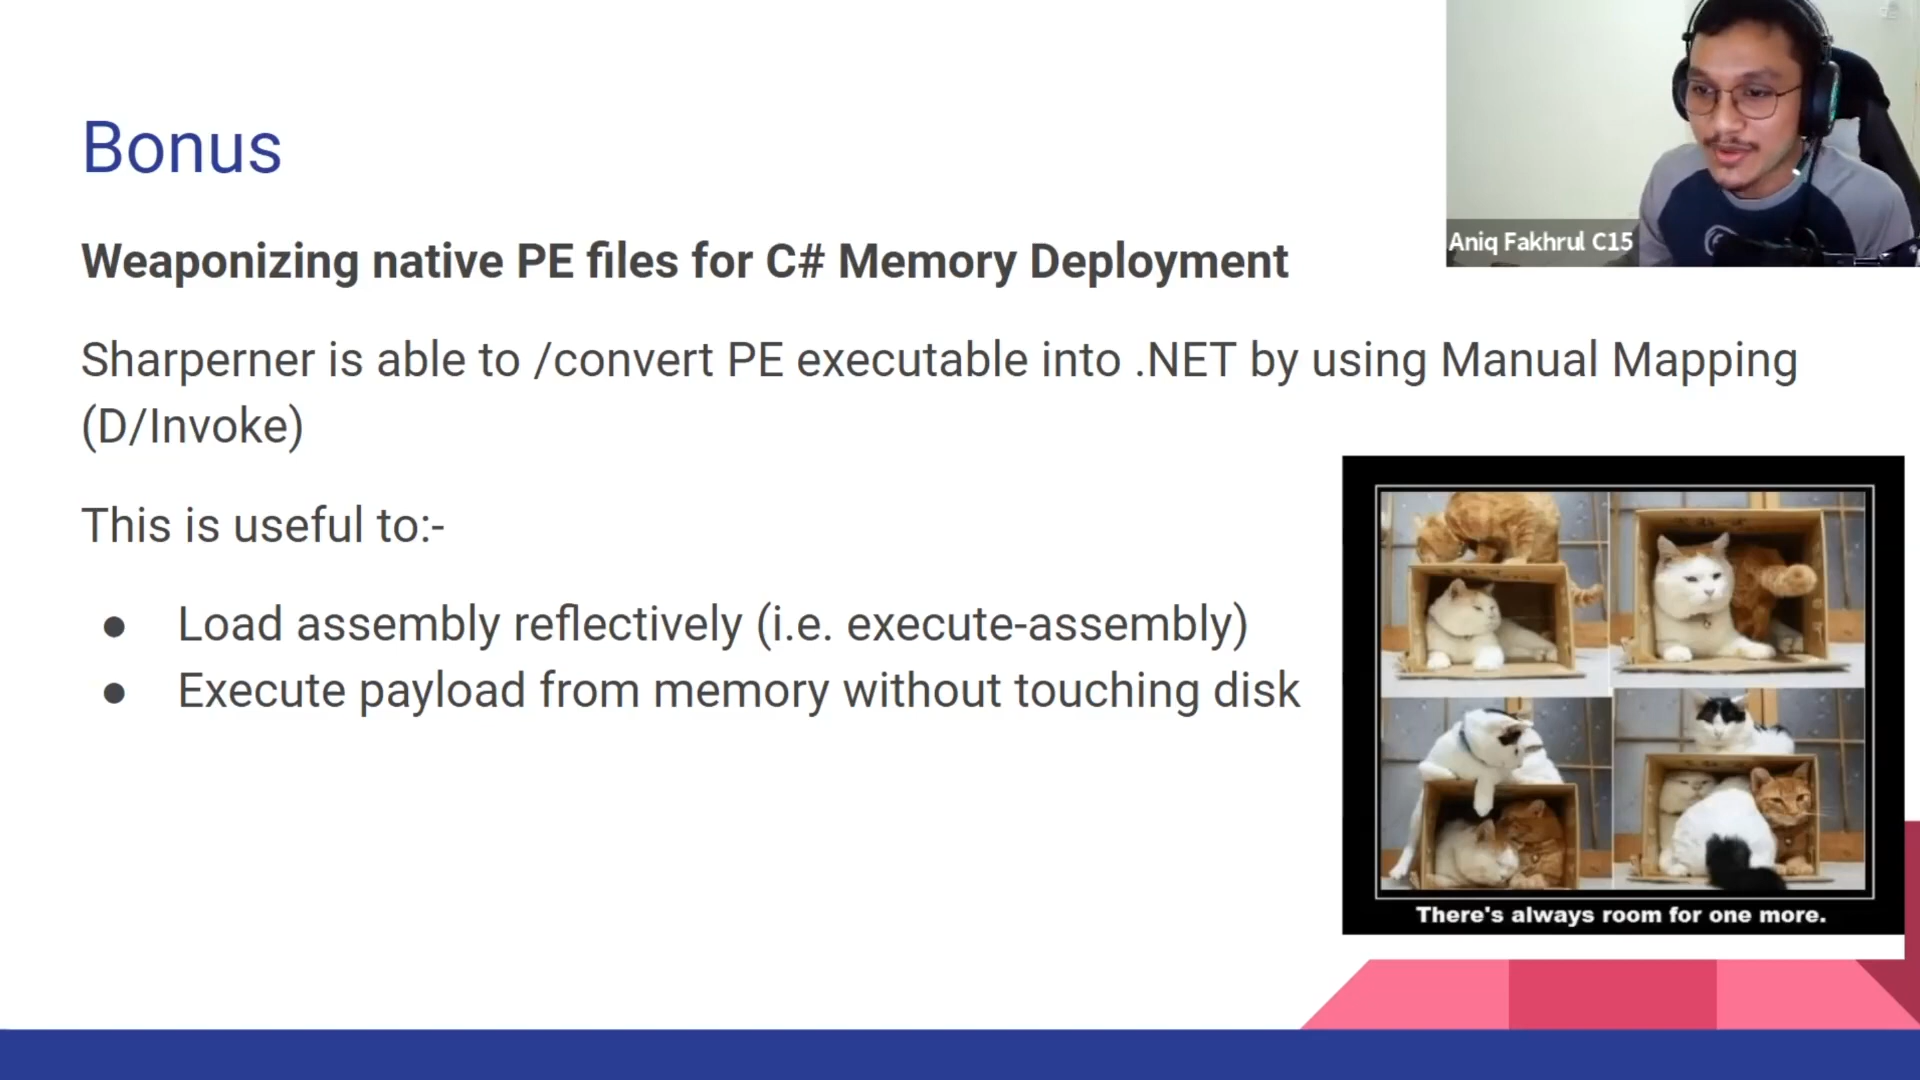 Bonus
Aniq Fakhrul C15
Weaponizing native PE files for C# Memory Deployment
Sharperner is able to /convert PE executable into .NET by using Manual Mapping
(D/Invoke)
This is useful to:-
● Load assembly reflectively (i.e. execute-assembly)
● Execute payload from memory without touching disk
There's always room for one more.